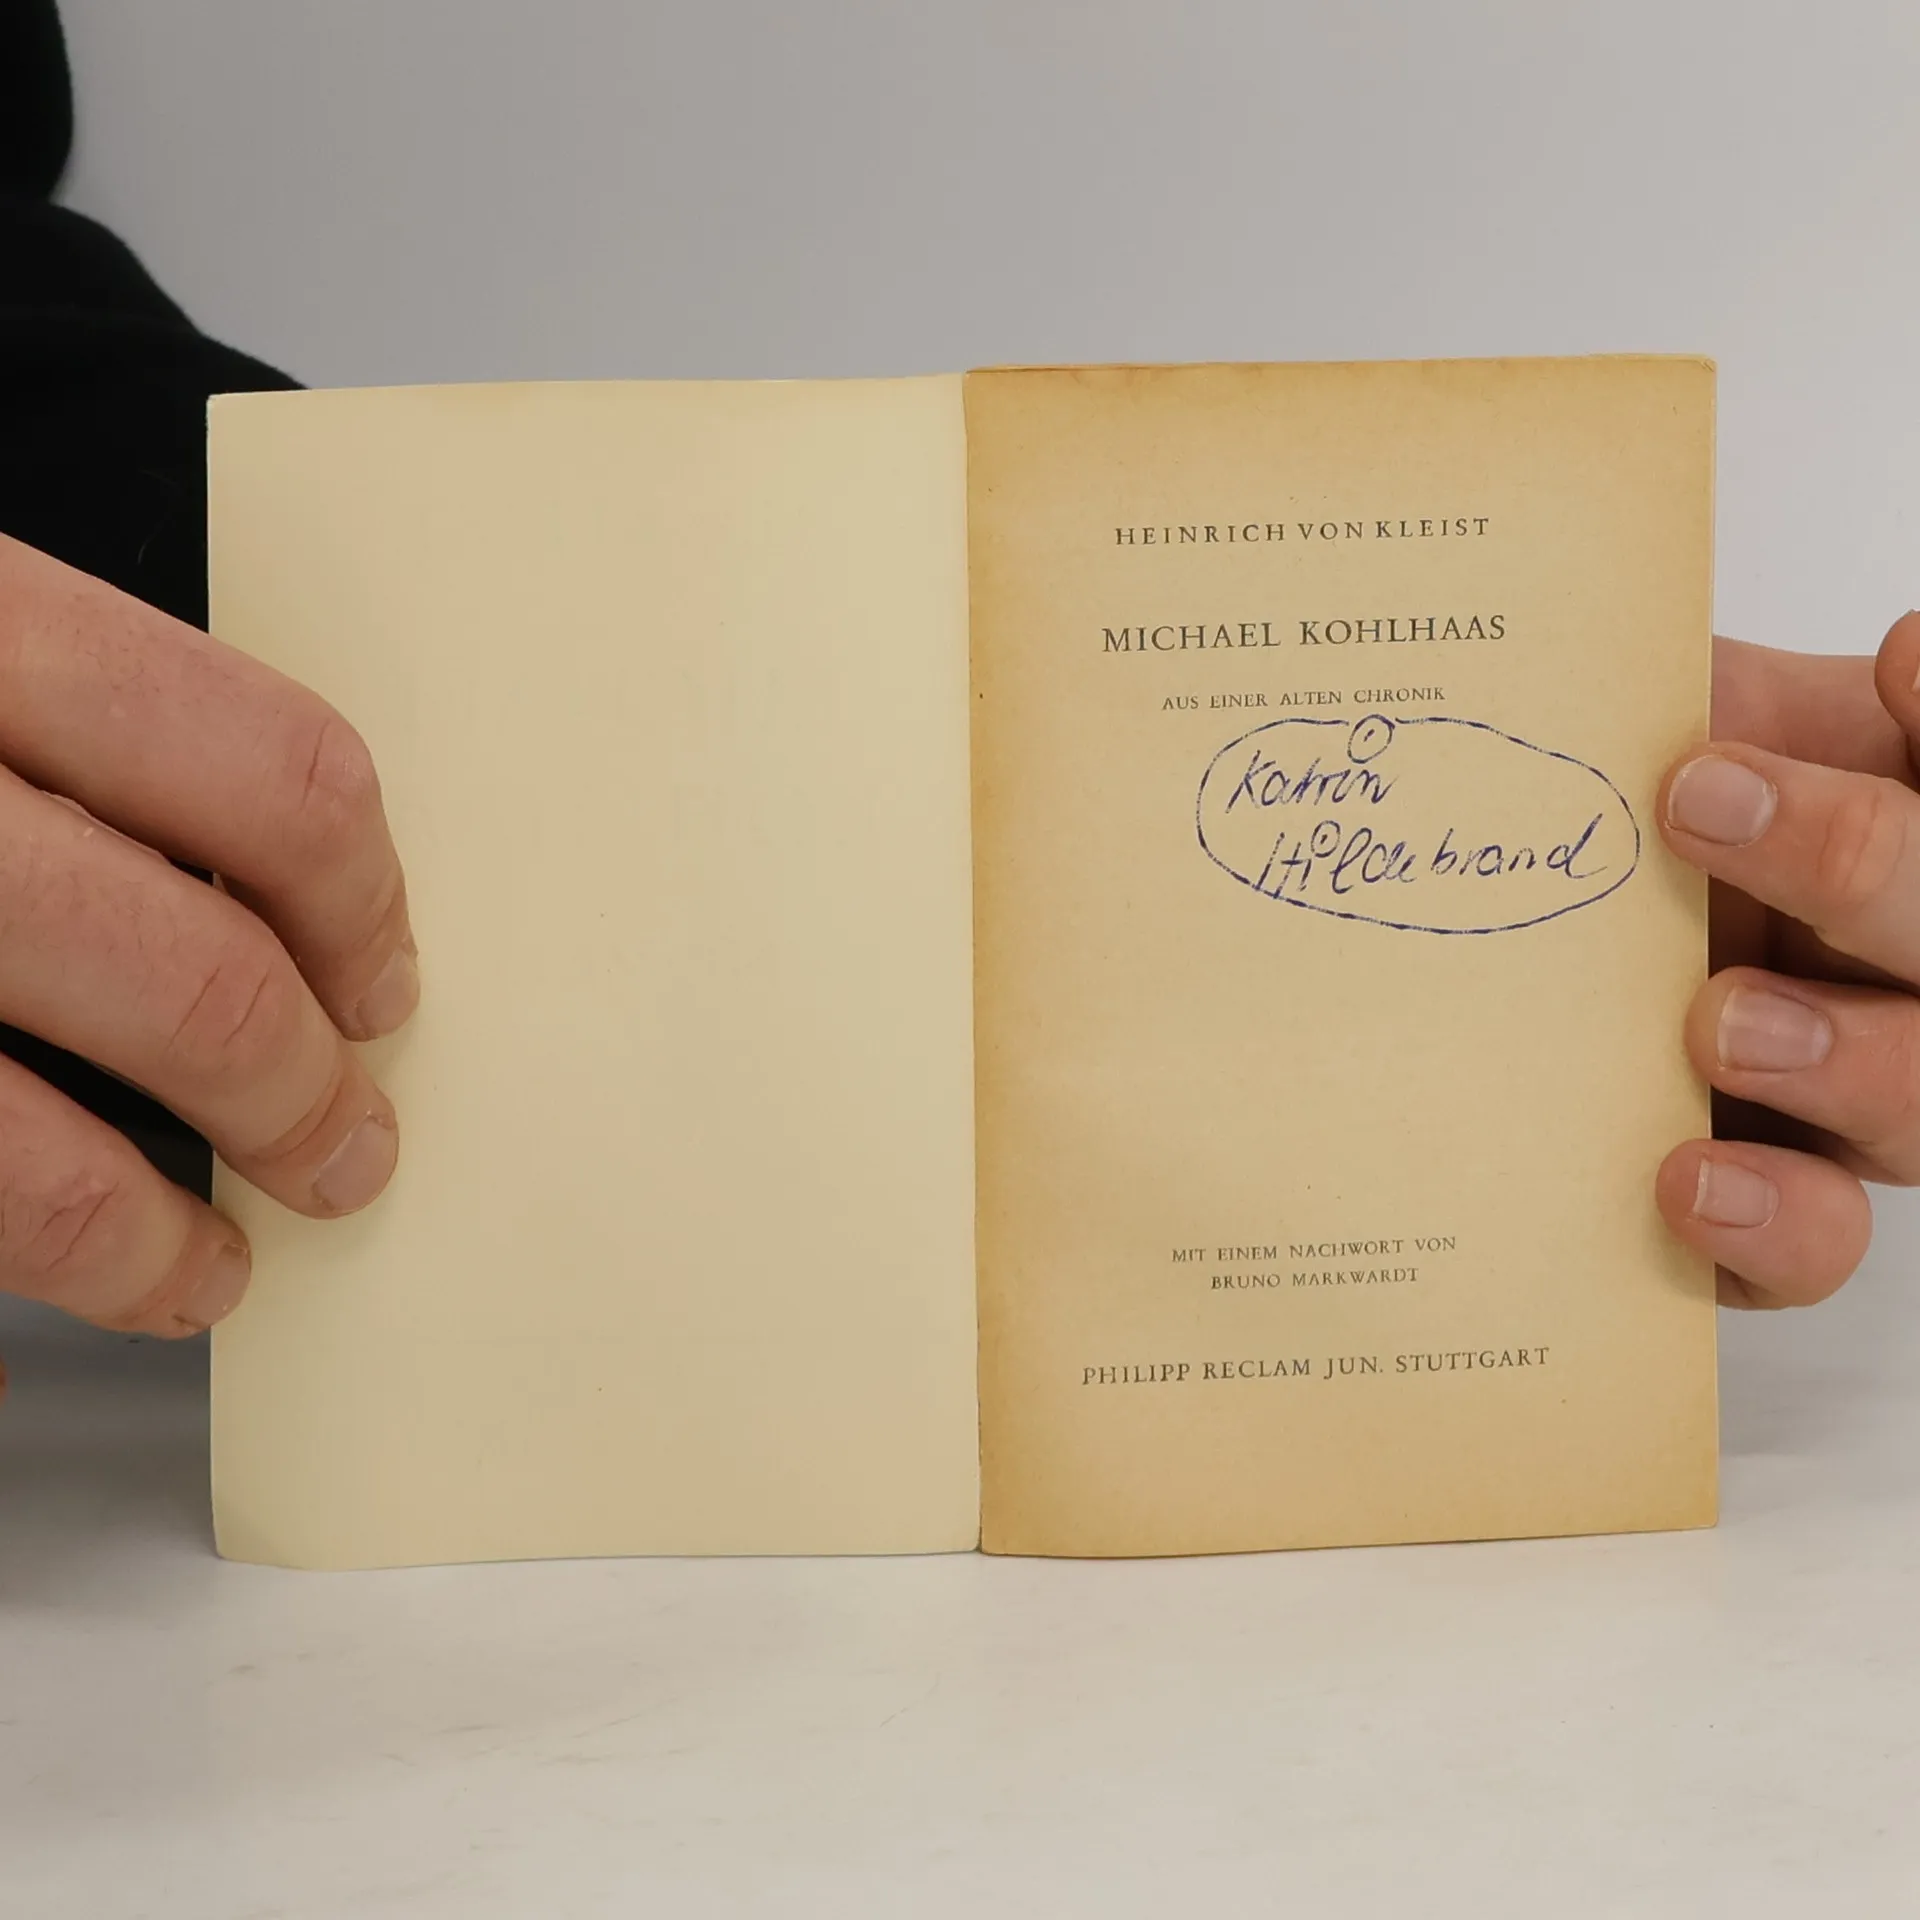 HEINRICH VON KLEIST
MICHAEL KOHLHAAS
AUS EINER ALTEN CHRONIK
Katrin
Hildebrand
MIT EINEM NACHWORT VON
BRUNO MARKWARDT
PHILIPP RECLAM JUN. STUTTGART